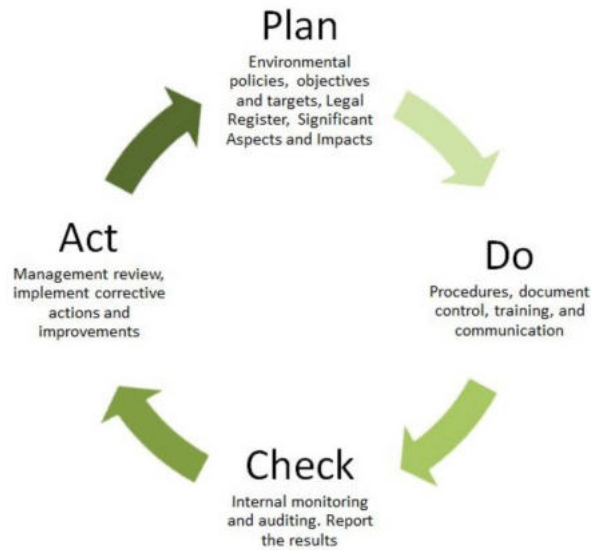 Plan
Environmental
policies, objectives
and targets, Legal
Register, Significant
Aspects and Impacts
Do
Procedures, document
control, training, and
communication
Check
Internal monitoring
and auditing. Report
the results
Act
Management review,
implement corrective
actions and
improvements